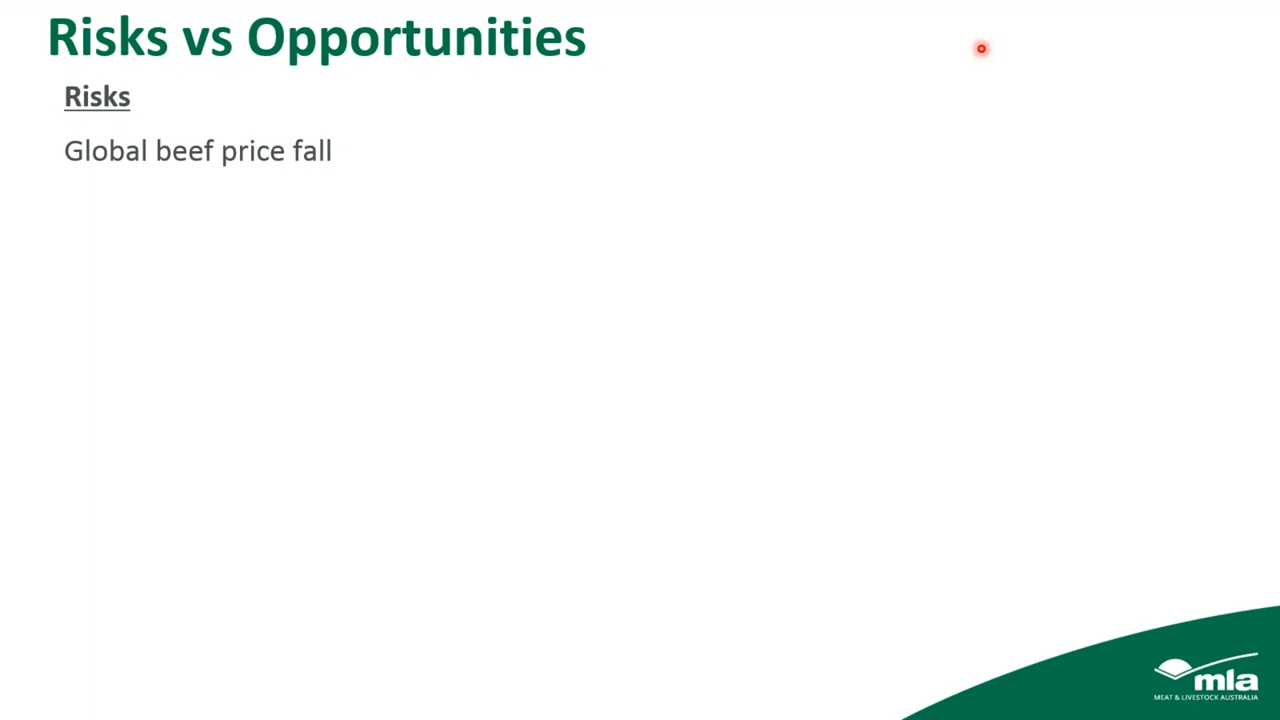 Risks vs Opportunities
Risks
Global beef price fall
mla
MEAT & LIVESTOCK AUSTRALIA